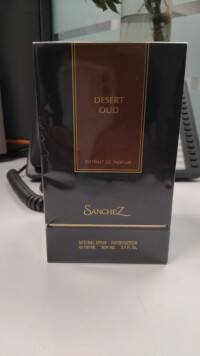 DESERT
OUD
EXTRAIT DE PARFUM
SANCHEZ
NATURAL SPRAY - VAPORISATEUR